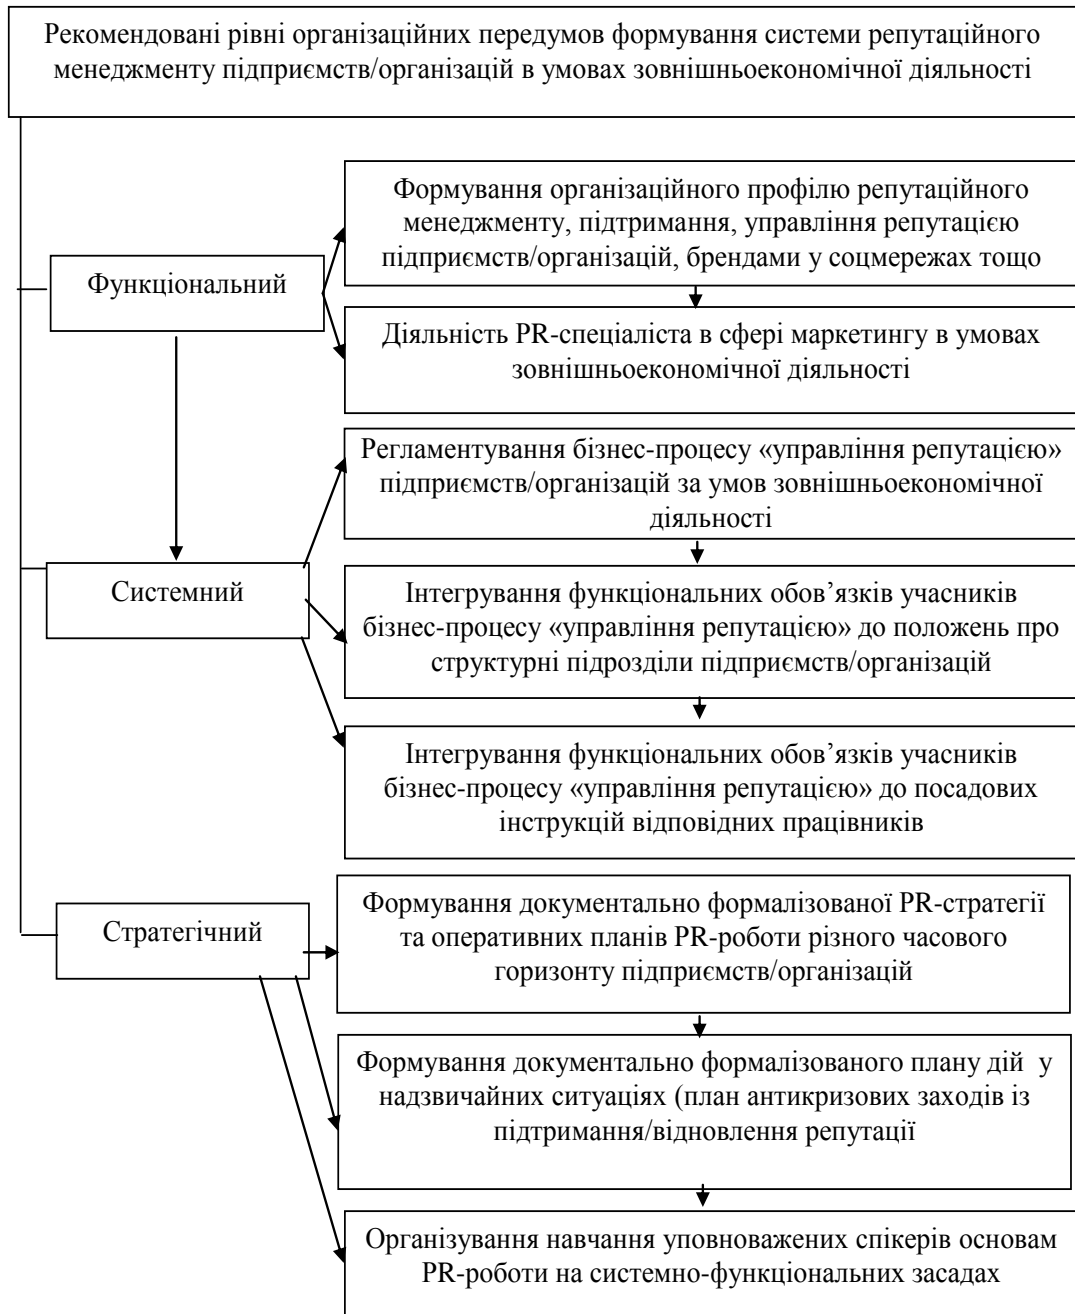 Рекомендовані рівні організаційних передумов формування системи репутаційного
менеджменту підприємств/організацій в умовах зовнішньоекономічної діяльності
Функціональний
Формування організаційного профілю репутаційного
менеджменту, підтримання, управління репутацією
підприємств/організацій, брендами у соцмережах тощо
Діяльність PR-спеціаліста в сфері маркетингу в умовах
зовнішньоекономічної діяльності
Системний
Регламентування бізнес-процесу «управління репутацією»
підприємств/організацій за умов зовнішньоекономічної
діяльності
Інтегрування функціональних обов’язків учасників
бізнес-процесу «управління репутацією» до положень про
структурні підрозділи підприємств/організацій
Інтегрування функціональних обов’язків учасників
бізнес-процесу «управління репутацією» до посадових
інструкцій відповідних працівників
Стратегічний
Формування документально формалізованої PR-стратегії
та оперативних планів PR-роботи різного часового
горизонту підприємств/організацій
Формування документально формалізованого плану дій  у
надзвичайних ситуаціях (план антикризових заходів із
підтримання/відновлення репутації
Організування навчання уповноважених спікерів основам
PR-роботи на системно-функціональних засадах